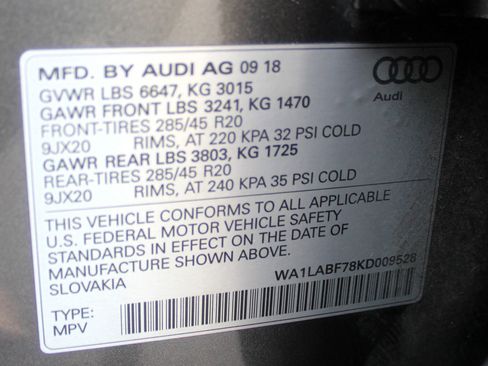 MFD. BY AUDI AG 09 18
GVWR LBS 6647, KG 3015
GAWR FRONT LBS 3241, KG 1470
FRONT-TIRES 285/45 R20
9JX20 RIMS, AT 220 KPA 32 PSI COLD
GAWR REAR LBS 3803, KG 1725
REAR-TIRES 285/45 R20
9JX20 RIMS, AT 240 KPA 35 PSI COLD
Audi
THIS VEHICLE CONFORMS TO ALL APPLICABLE
U.S. FEDERAL MOTOR VEHICLE SAFETY
STANDARDS IN EFFECT ON THE DATE OF
MANUFACTURE SHOWN ABOVE.
SLOVAKIA
WA1LABF78KD009528
TYPE:
MPV